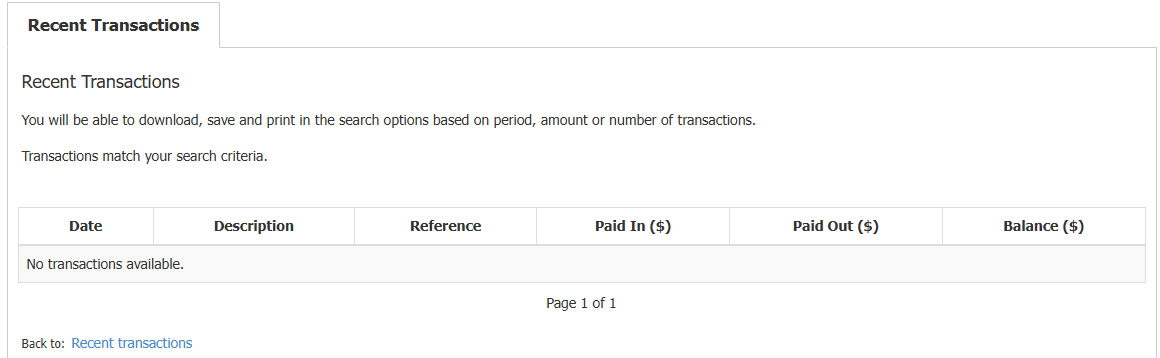 Recent Transactions
Recent Transactions
You will be able to download, save and print in the search options based on period, amount or number of transactions.
Transactions match your search criteria.
Date Description Reference Paid In ($) Paid Out ($) Balance ($)
No transactions available.
Page 1 of 1
Back to: Recent transactions